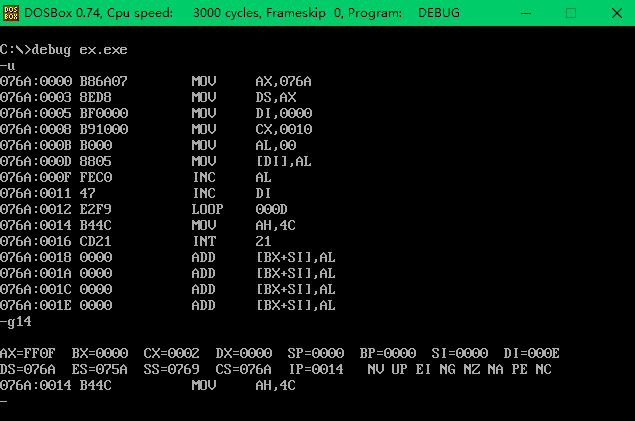 DOSBox 0.74, Cpu speed: 3000 cycles, Frameskip 0, Program: DEBUG
C:\>debug ex.exe
-u
076A:0000 B86A07 MOV AX,076A
076A:0003 8ED8 MOV DS,AX
076A:0005 BF0000 MOV DI,0000
076A:0008 B91000 MOV CX,0010
076A:000B B000 MOV AL,00
076A:000D 8805 MOV [DI],AL
076A:000F FEC0 INC AL
076A:0011 47 INC DI
076A:0012 E2F9 LOOP 000D
076A:0014 B44C MOV AH,4C
076A:0016 CD21 INT 21
076A:0018 0000 ADD [BX+SI],AL
076A:001A 0000 ADD [BX+SI],AL
076A:001C 0000 ADD [BX+SI],AL
076A:001E 0000 ADD [BX+SI],AL
-g14
AX=FF0F BX=0000 CX=0002 DX=0000 SP=0000 BP=0000 SI=0000 DI=000E
DS=076A ES=075A SS=0769 CS=076A IP=0014 NV UP EI NG NZ NA PE NC
076A:0014 B44C MOV AH,4C
-